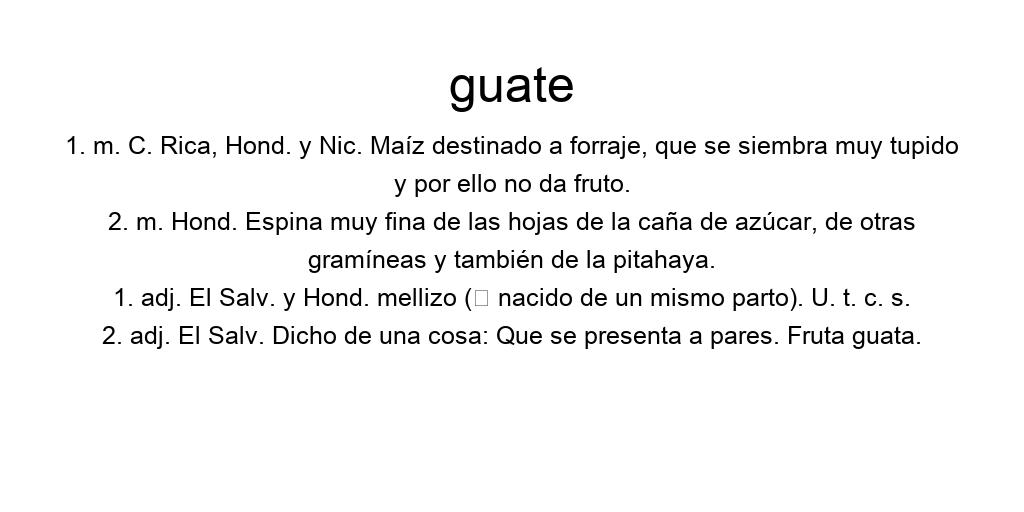 guate
1. m. C. Rica, Hond. y Nic. Maíz destinado a forraje, que se siembra muy tupido
y por ello no da fruto.
2. m. Hond. Espina muy fina de las hojas de la caña de azúcar, de otras
gramíneas y también de la pitahaya.
1. adj. El Salv. y Hond. mellizo (▯ nacido de un mismo parto). U. t. c. s.
2. adj. El Salv. Dicho de una cosa: Que se presenta a pares. Fruta guata.